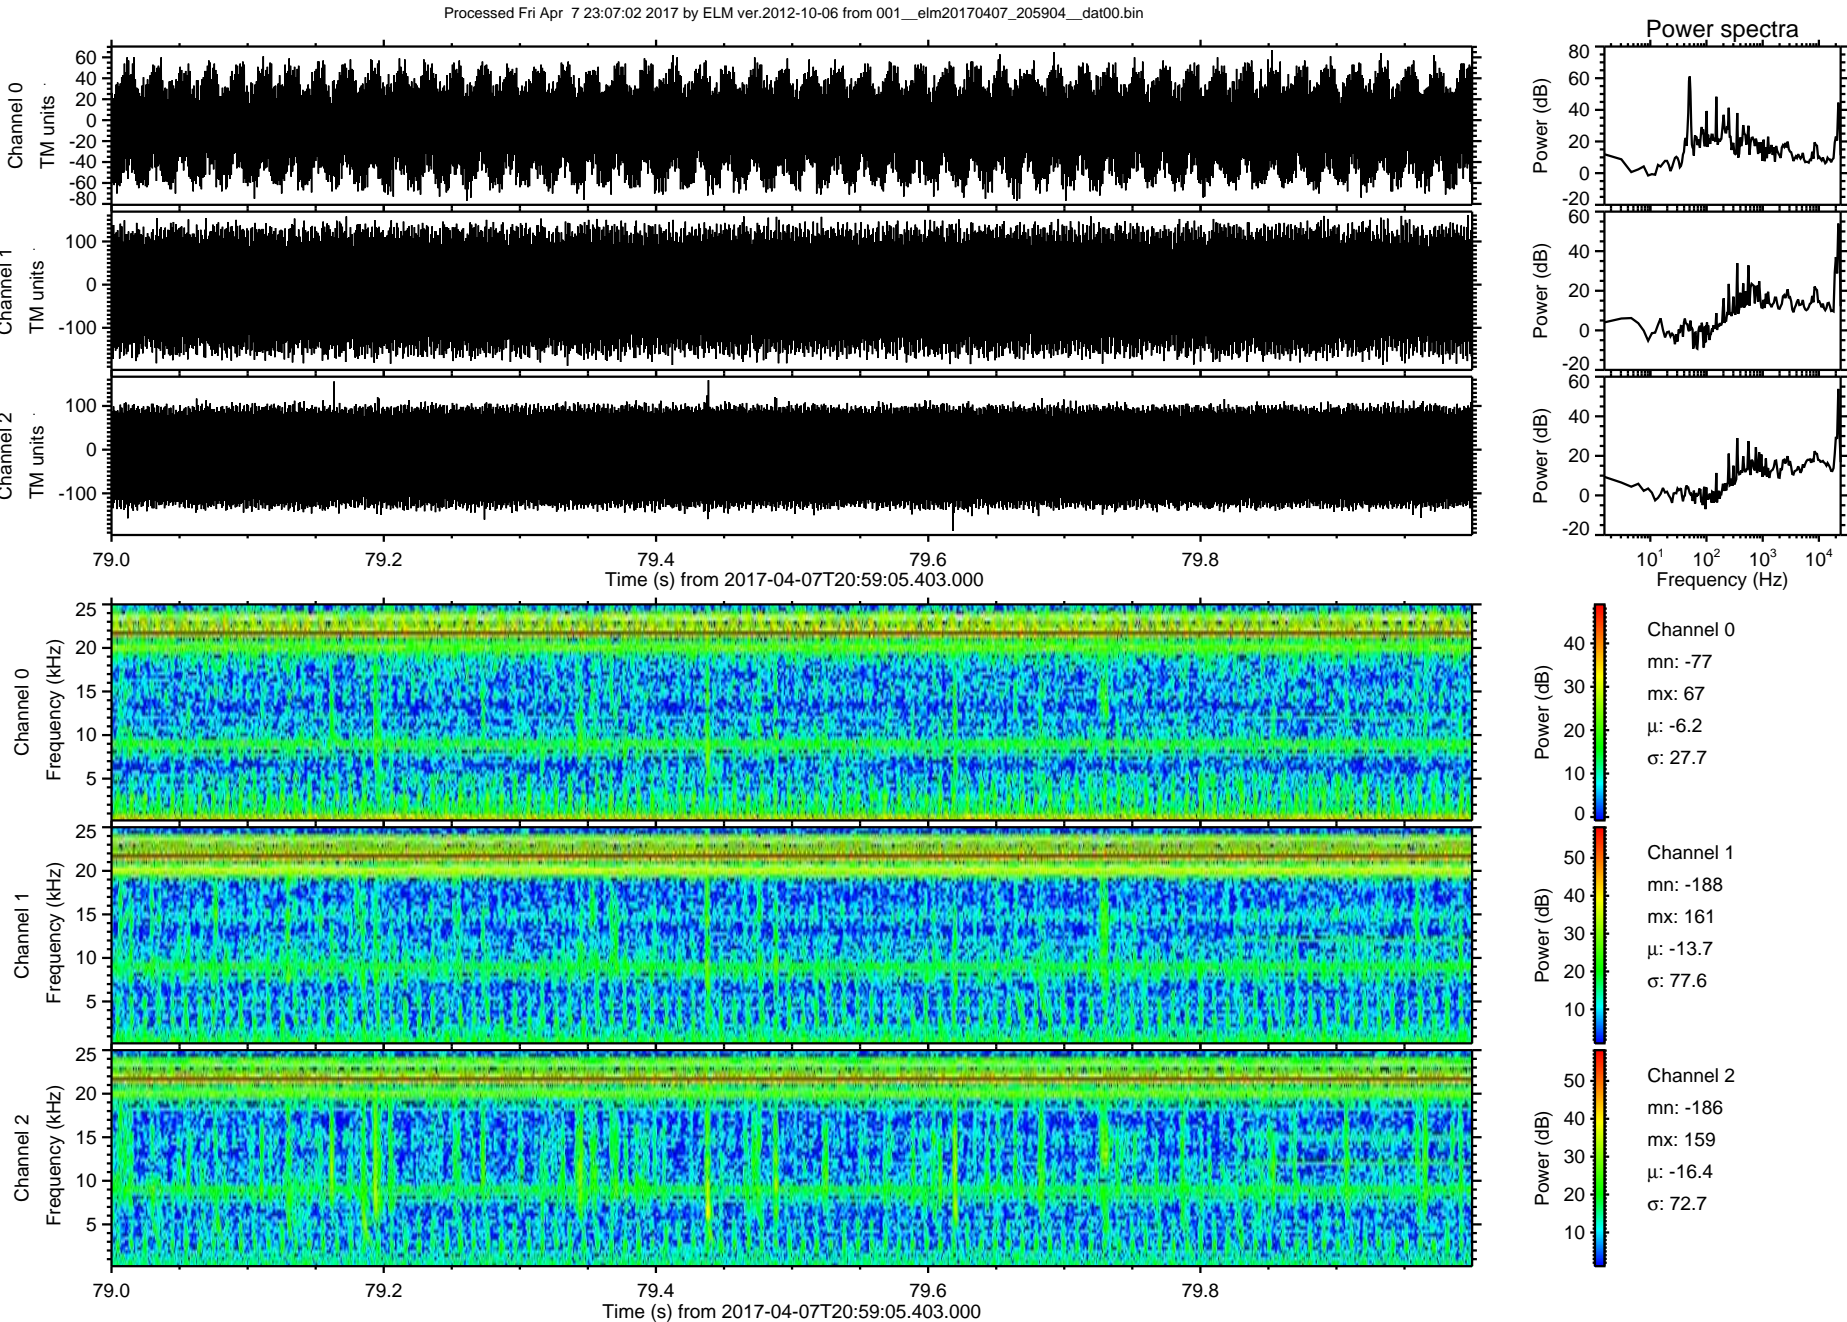 Processed Fri Apr  7 23:07:02 2017 by ELM ver.2012-10-06 from 001__elm20170407_205904__dat00.bin
Power spectra
Channel 0
TM units
60
40
20
0
-20
-40
-60
-80
Power (dB)
80
60
40
20
0
-20
Channel 1
TM units
100
0
-100
Power (dB)
60
40
20
0
-20
Channel 2
TM units
100
0
-100
Power (dB)
60
40
20
0
-20
79.0 79.2 79.4 79.6 79.8
Time (s) from 2017-04-07T20:59:05.403.000
10^1 10^2 10^3 10^4
Frequency (Hz)
Channel 0
Frequency (kHz)
25
20
15
10
5
Power (dB)
40
30
20
10
0
Channel 0
mn: -77
mx: 67
μ: -6.2
σ: 27.7
Channel 1
Frequency (kHz)
25
20
15
10
5
Power (dB)
50
40
30
20
10
Channel 1
mn: -188
mx: 161
μ: -13.7
σ: 77.6
Channel 2
Frequency (kHz)
25
20
15
10
5
Power (dB)
50
40
30
20
10
Channel 2
mn: -186
mx: 159
μ: -16.4
σ: 72.7
79.0 79.2 79.4 79.6 79.8
Time (s) from 2017-04-07T20:59:05.403.000